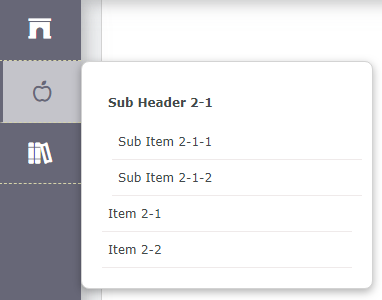 Sub Header 2-1
Sub Item 2-1-1
Sub Item 2-1-2
Item 2-1
Item 2-2